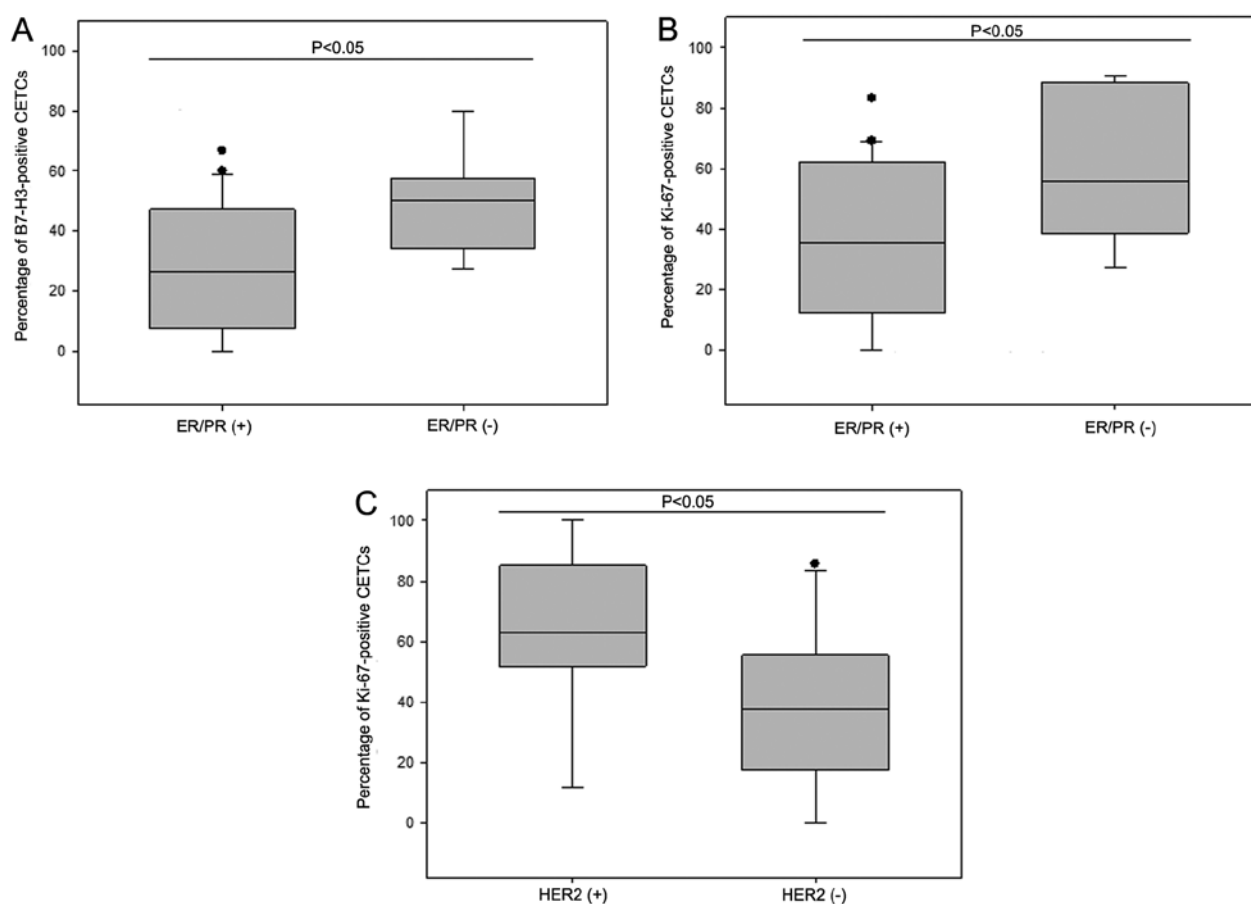 A
P<0.05
Percentage of B7-H3-positive CETCs
100
80
60
40
20
0
ER/PR (+)
ER/PR (-)
B
P<0.05
Percentage of Ki-67-positive CETCs
100
80
60
40
20
0
ER/PR (+)
ER/PR (-)
C
P<0.05
Percentage of Ki-67-positive CETCs
100
80
60
40
20
0
HER2 (+)
HER2 (-)